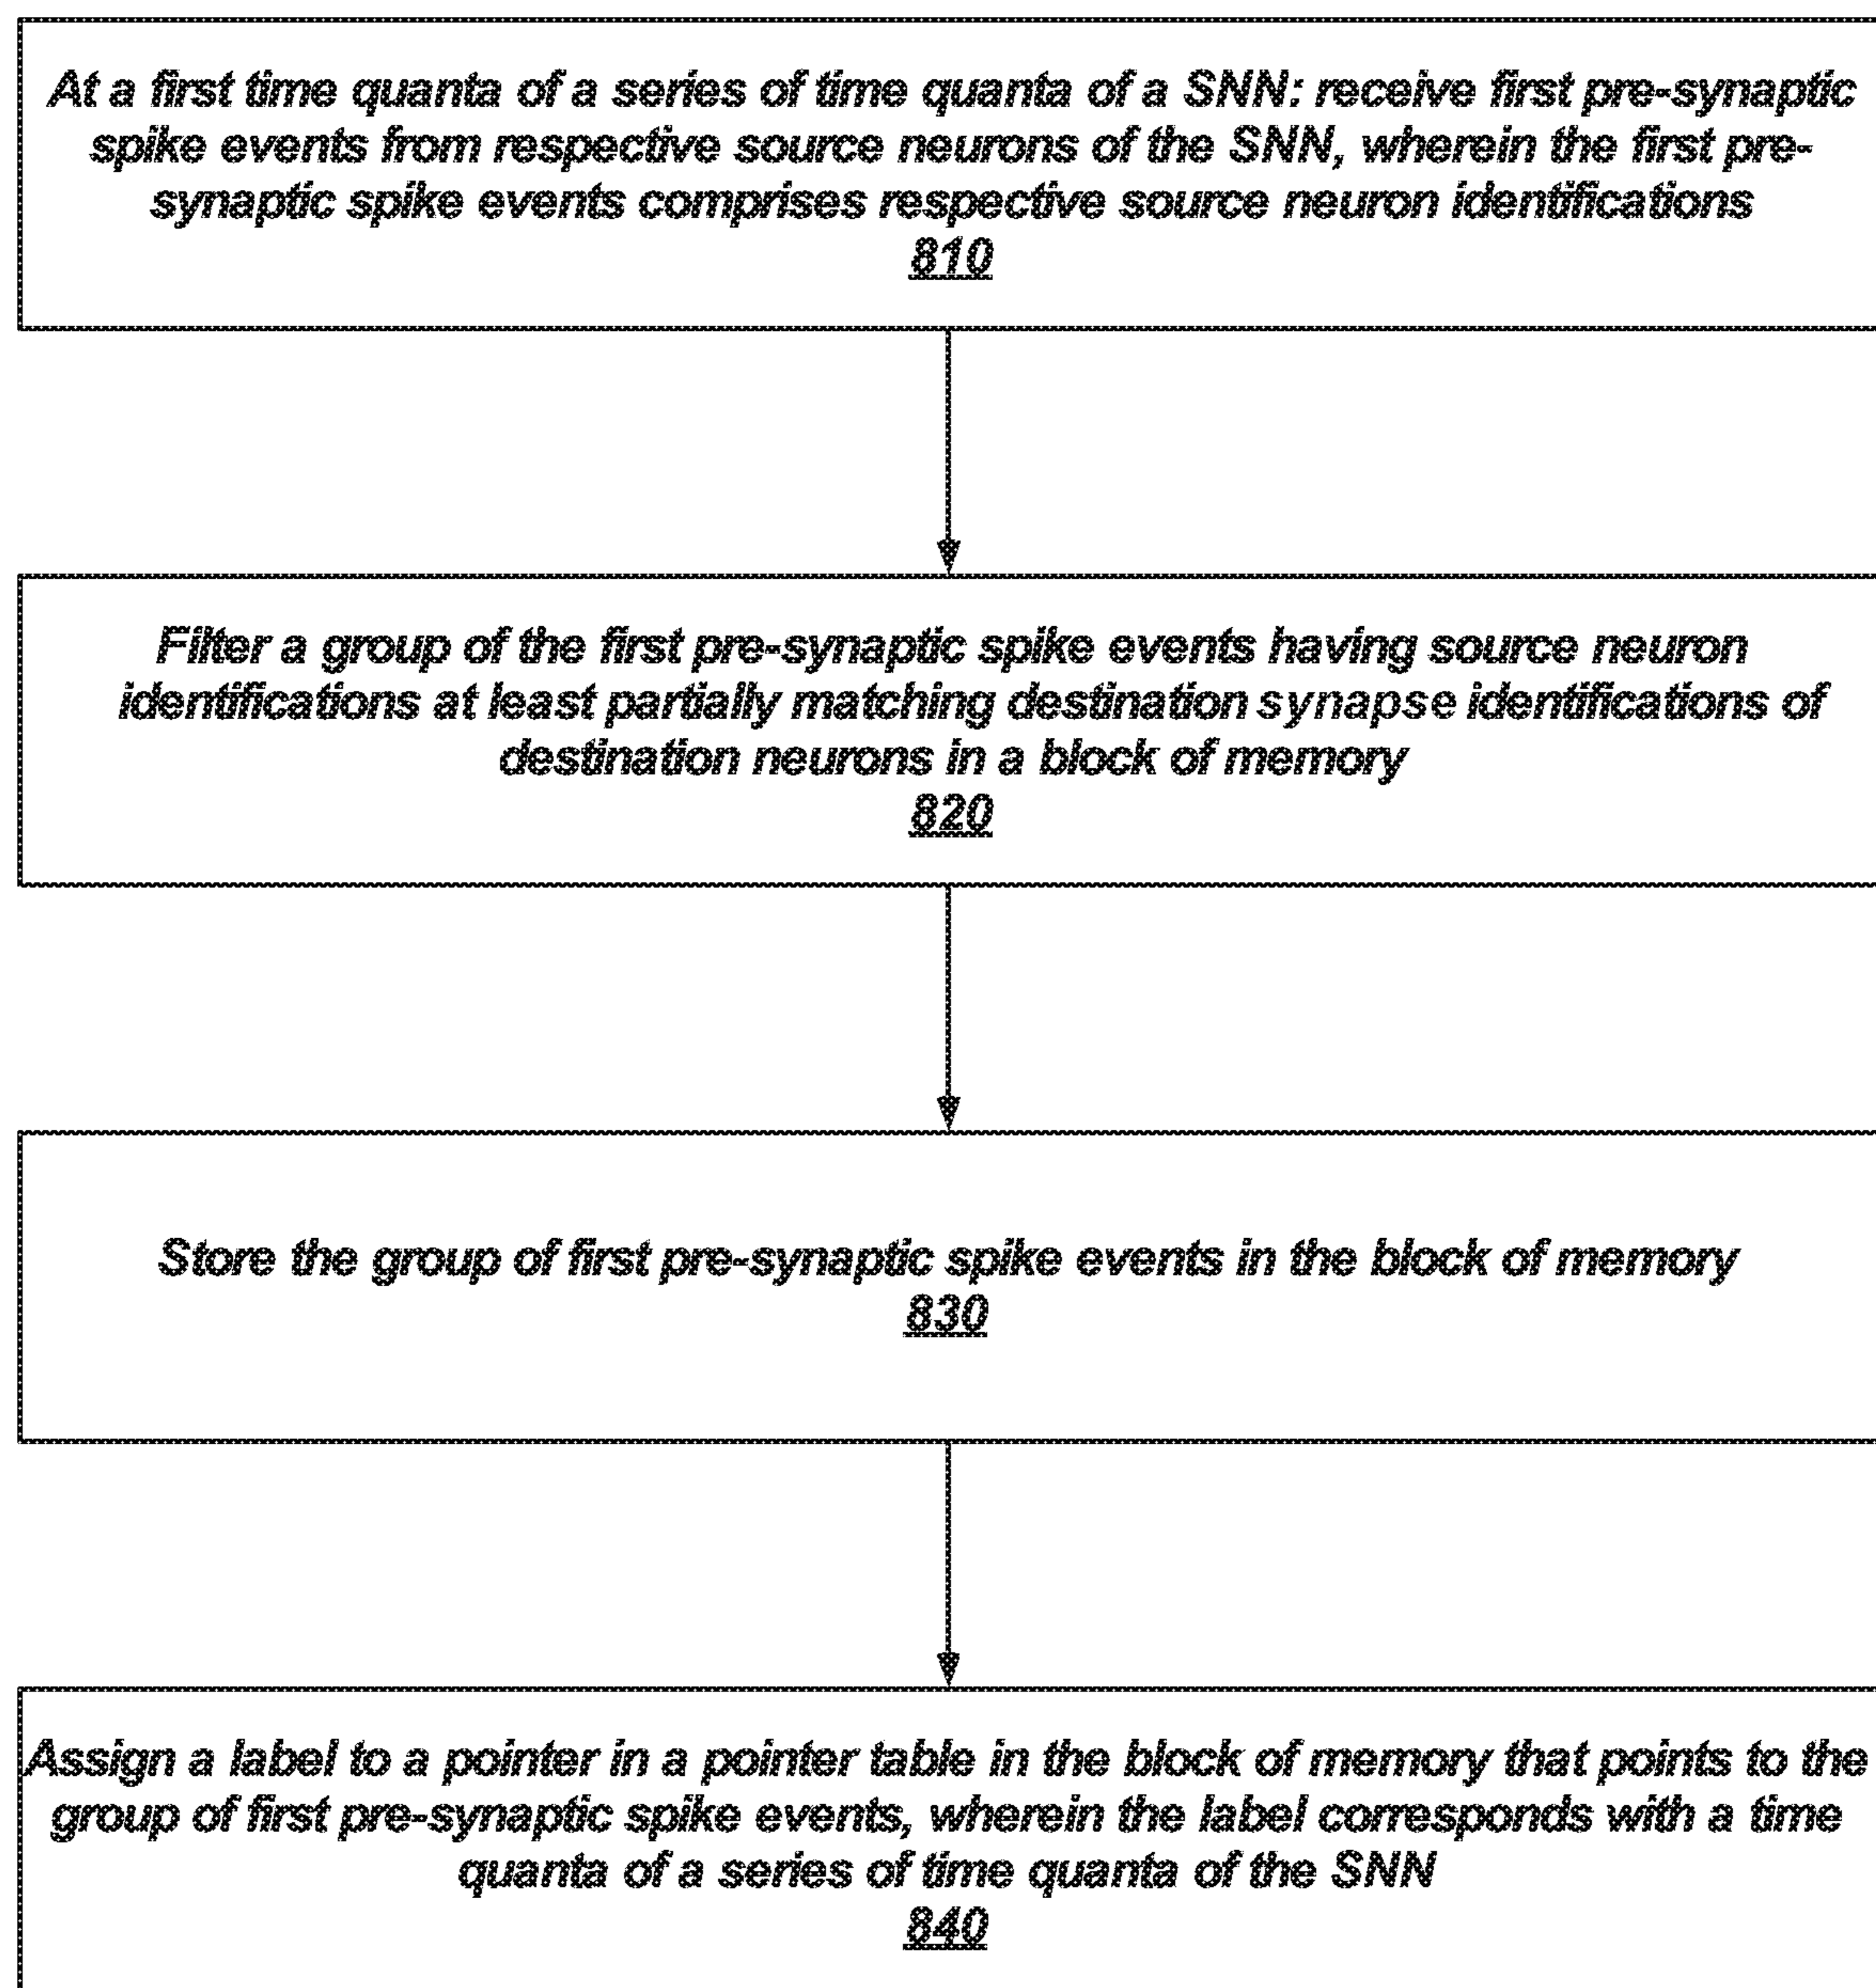 At a first time quanta of a series of time quanta of a SNN: receive first pre-synaptic
spike events from respective source neurons of the SNN, wherein the first pre-
synaptic spike events comprises respective source neuron identifications
810
Filter a group of the first pre-synaptic spike events having source neuron
identifications at least partially matching destination synapse identifications of
destination neurons in a block of memory
820
Store the group of first pre-synaptic spike events in the block of memory
830
Assign a label to a pointer in a pointer table in the block of memory that points to the
group of first pre-synaptic spike events, wherein the label corresponds with a time
quanta of a series of time quanta of the SNN
840